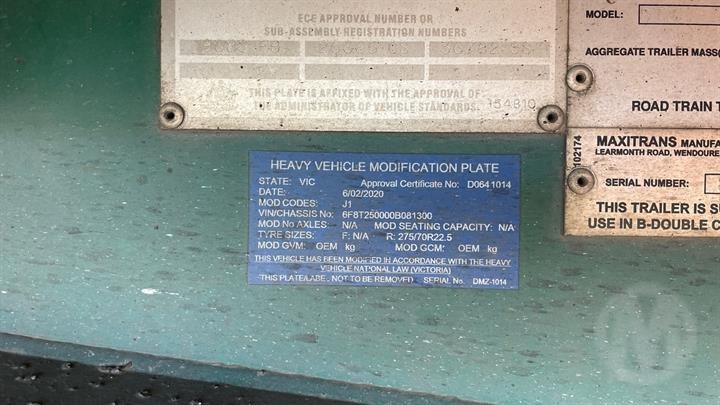 ECE APPROVAL NUMBER OR
SUB-ASSEMBLY REGISTRATION NUMBERS
THIS PLATE IS AFFIXED WITH THE APPROVAL OF
THE ADMINISTRATOR OF VEHICLE STANDARDS. 154810
MODEL:
AGGREGATE TRAILER MASS(
ROAD TRAIN T
102174
MAXITRANS MANUFA
LEARMONTH ROAD, WENDOURE
SERIAL NUMBER:
THIS TRAILER IS SU
USE IN B-DOUBLE C
HEAVY VEHICLE MODIFICATION PLATE
STATE: VIC Approval Certificate No: D0641014
DATE: 6/02/2020
MOD CODES: J1
VIN/CHASSIS No: 6F8T250000B081300
MOD No AXLES: N/A MOD SEATING CAPACITY: N/A
TYRE SIZES: F: N/A R: 275/70R22.5
MOD GVM: OEM kg MOD GCM: OEM kg
THIS VEHICLE HAS BEEN MODIFIED IN ACCORDANCE WITH THE HEAVY
VEHICLE NATIONAL LAW (VICTORIA)
THIS PLATE/LABEL NOT TO BE REMOVED SERIAL No. DMZ-1014
M